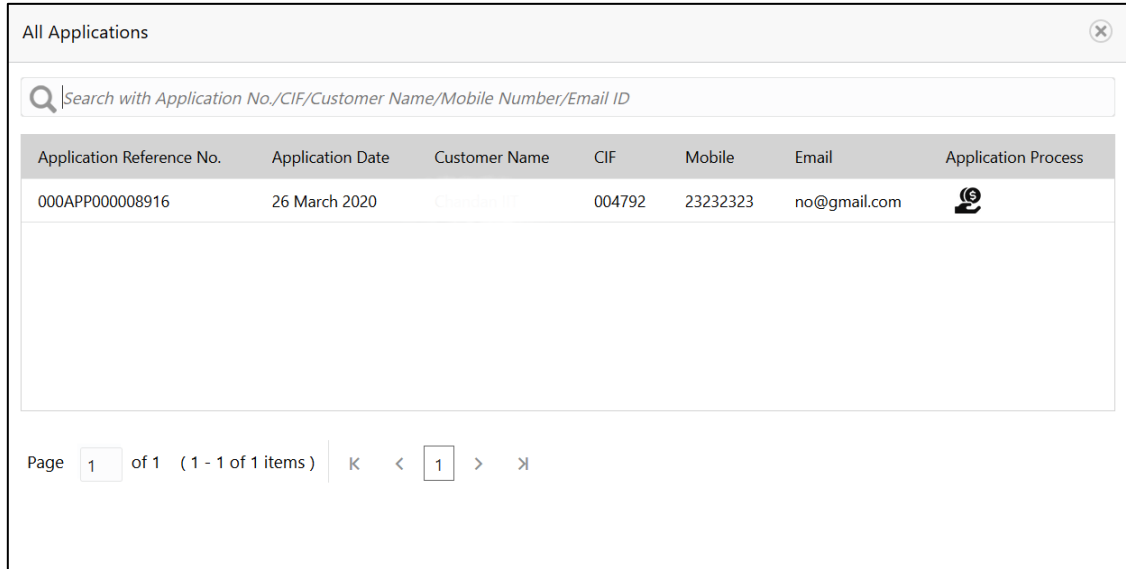 All Applications
Search with Application No./CIF/Customer Name/Mobile Number/Email ID
Application Reference No. Application Date Customer Name CIF Mobile Email Application Process
000APP000008916 26 March 2020 004792 23232323 no@gmail.com
Page 1 of 1 ( 1 - 1 of 1 items ) 1